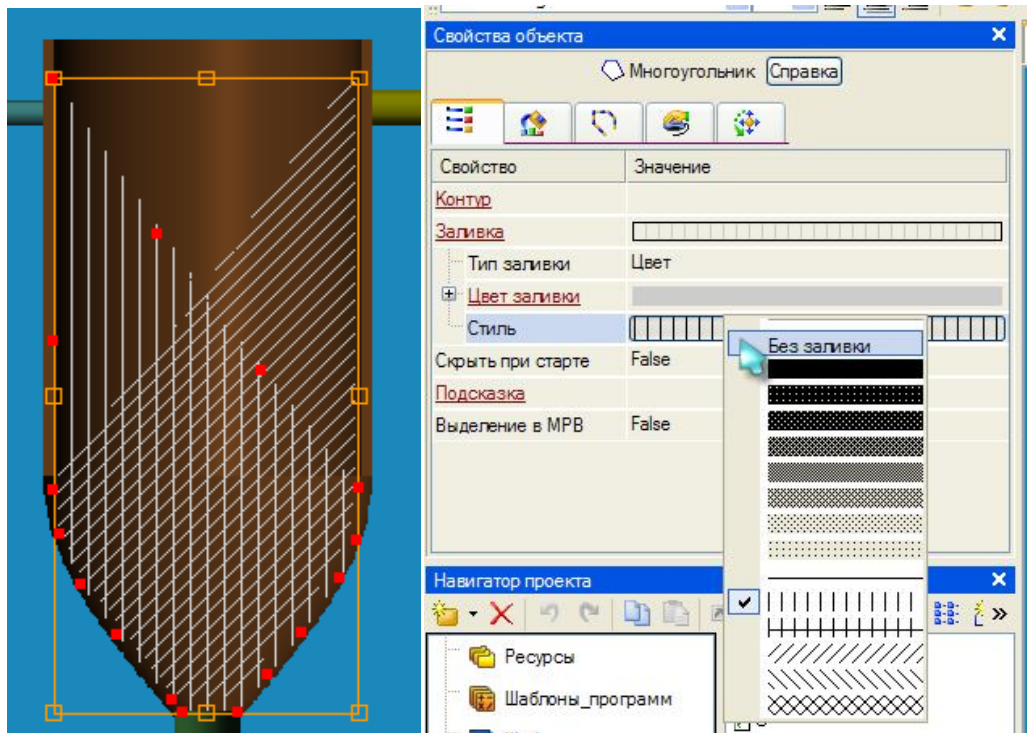 Свойства объекта
Многоугольник Справка
Свойство Значение
Контур
Заливка
Тип заливки Цвет
Цвет заливки
Стиль
Без заливки
Скрыть при старте False
Подсказка
Выделение в МРВ False
Навигатор проекта
Ресурсы
Шаблоны_программ